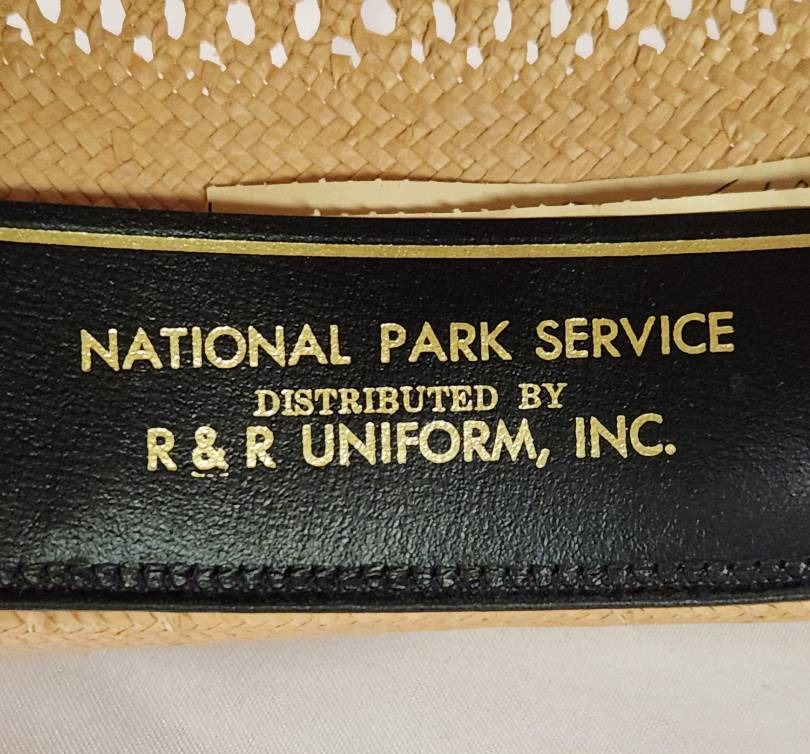 NATIONAL PARK SERVICE
DISTRIBUTED BY
R & R UNIFORM, INC.